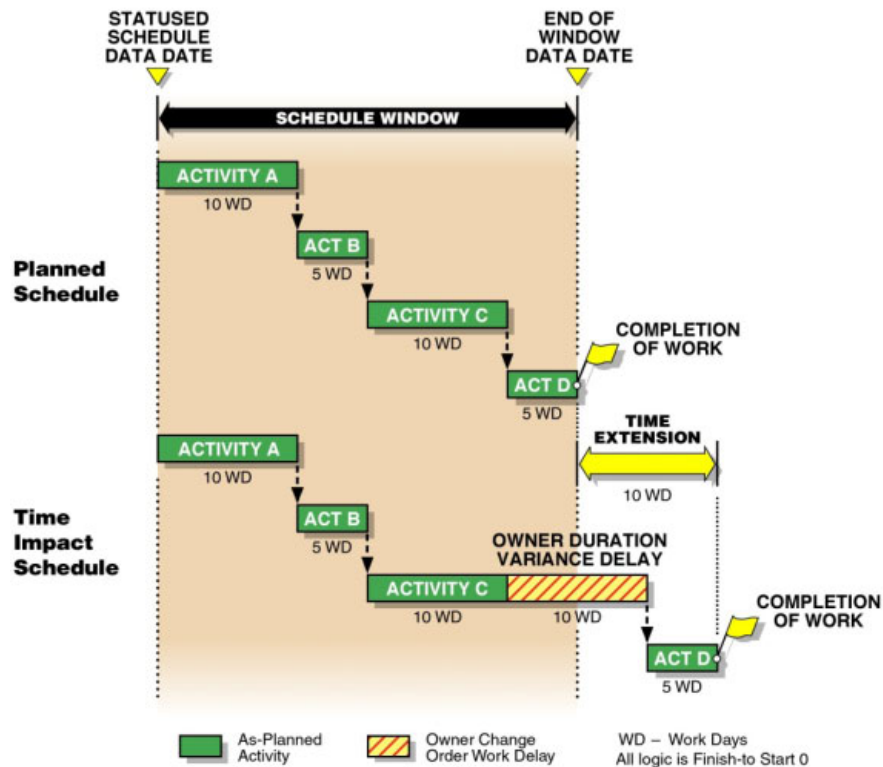 STATUSED
SCHEDULE
DATA DATE
END OF
WINDOW
DATA DATE
SCHEDULE WINDOW
ACTIVITY A
10 WD
ACT B
5 WD
Planned
Schedule
ACTIVITY C
10 WD
COMPLETION
OF WORK
ACT D
5 WD
TIME
EXTENSION
10 WD
ACTIVITY A
10 WD
Time
Impact
Schedule
ACT B
5 WD
OWNER DURATION
VARIANCE DELAY
ACTIVITY C
10 WD
10 WD
COMPLETION
OF WORK
ACT D
5 WD
As-Planned
Activity
Owner Change
Order Work Delay
WD – Work Days
All logic is Finish-to Start 0